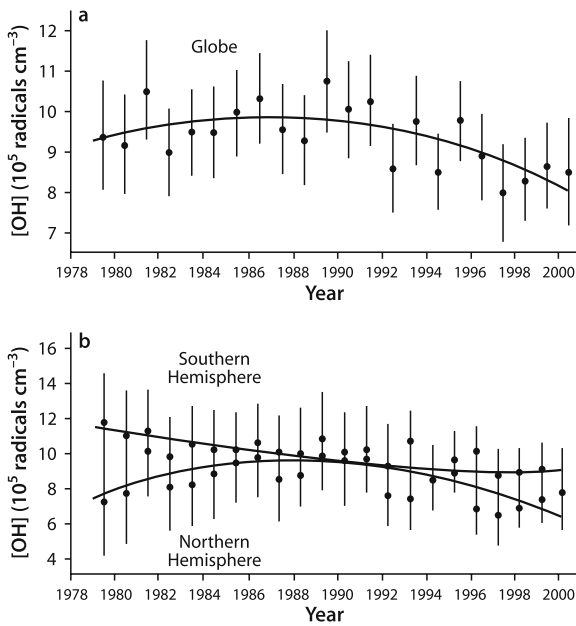 a
Globe
[OH] (10⁵ radicals cm⁻³)
12
11
10
9
8
7
1978 1980 1982 1984 1986 1988 1990 1992 1994 1996 1998 2000
Year
b
Southern
Hemisphere
[OH] (10⁵ radicals cm⁻³)
16
14
12
10
8
6
4
Northern
Hemisphere
1978 1980 1982 1984 1986 1988 1990 1992 1994 1996 1998 2000
Year